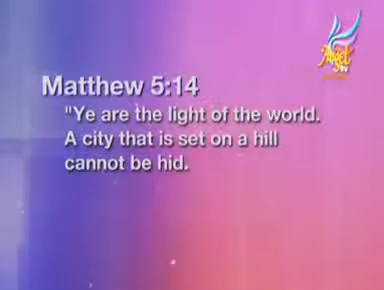 Angel
TV
Matthew 5:14
"Ye are the light of the world.
A city that is set on a hill
cannot be hid.